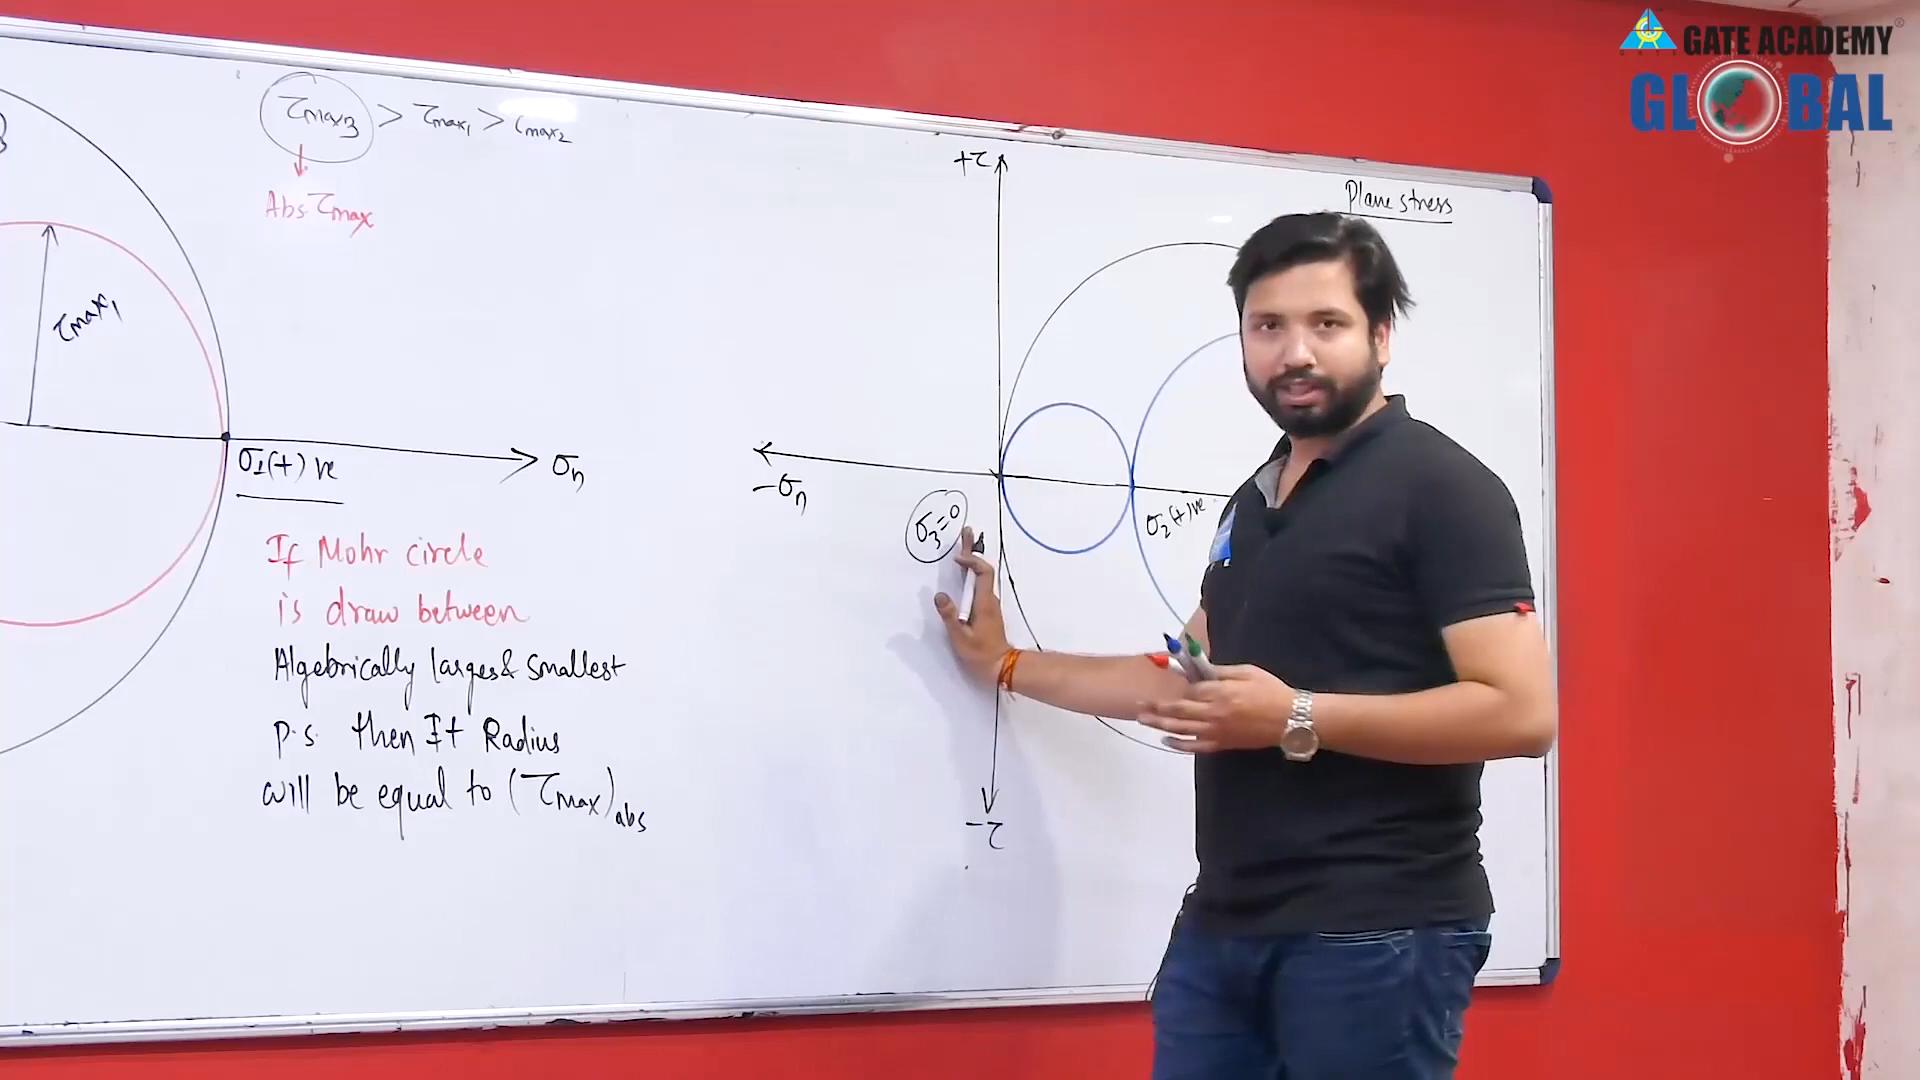 GATE ACADEMY
GLOBAL
τmax3 > τmax1 > τmax2
Abs τmax
τmax1
σ1(+)ve
σn
If Mohr circle
is draw between
Algebrically larges& smallest
P.S. then It Radius
will be equal to (τmax)abs
Plane stress
+τ
-σn
σ3=0
σ2(+)ve
-τ